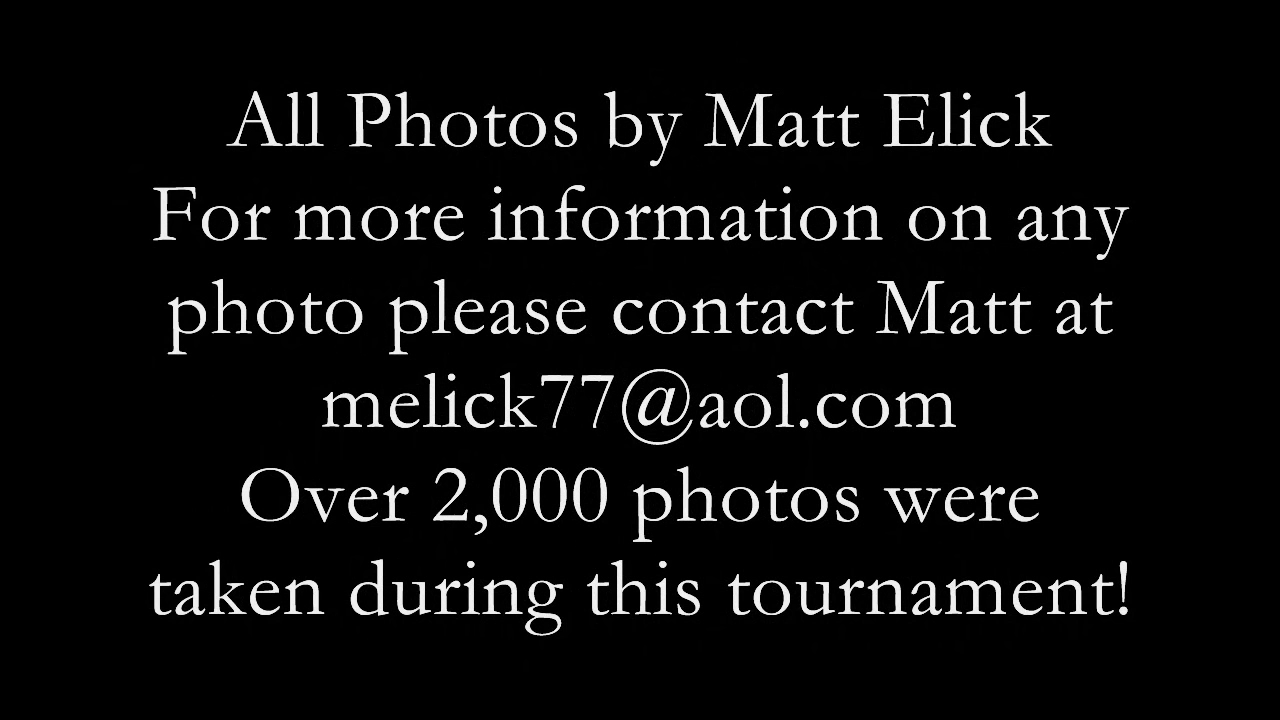 All Photos by Matt Elick
For more information on any
photo please contact Matt at
melick77@aol.com
Over 2,000 photos were
taken during this tournament!